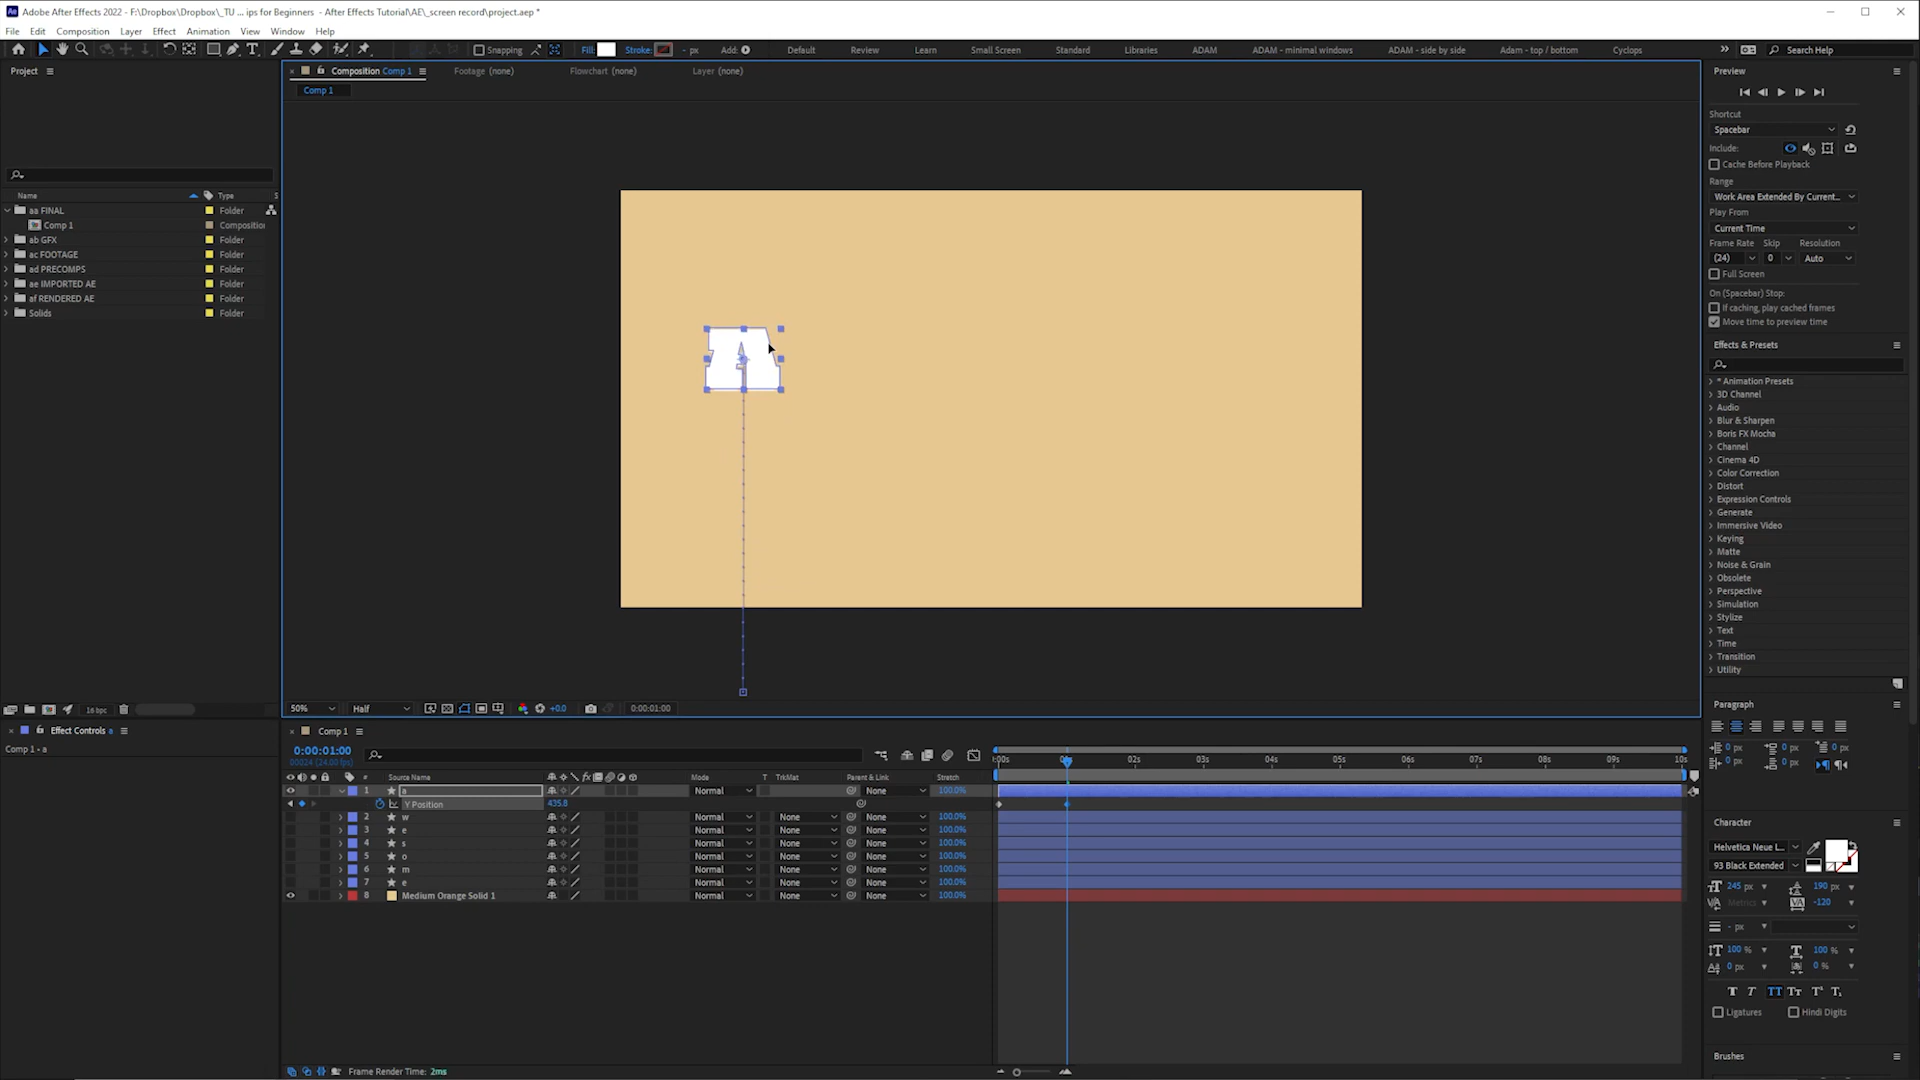 Adobe After Effects 2022 - F:\Dropbox\Dropbox\_TU ... ips for Beginners - After Effects Tutorial\AE\_screen record\project.aep *
File Edit Composition Layer Effect Animation View Window Help
Snapping Fill: Stroke: - px Add: Default Review Learn Small Screen Standard Libraries ADAM ADAM - minimal windows ADAM - side by side Adam - top / bottom Cyclops Search Help
Project
Composition Comp 1 Footage (none) Flowchart (none) Layer (none)
Comp 1
Name Type S
aa FINAL Folder
Comp 1 Compositio
ab GFX Folder
ac FOOTAGE Folder
ad PRECOMPS Folder
ae IMPORTED AE Folder
af RENDERED AE Folder
Solids Folder
16 bpc
A
50% Half +0.0 0:00:01:00
Preview
Shortcut
Spacebar
Include:
Cache Before Playback
Range
Work Area Extended By Current...
Play From
Current Time
Frame Rate Skip Resolution
(24) 0 Auto
Full Screen
On (Spacebar) Stop:
If caching, play cached frames
Move time to preview time
Effects & Presets
* Animation Presets
3D Channel
Audio
Blur & Sharpen
Boris FX Mocha
Channel
Cinema 4D
Color Correction
Distort
Expression Controls
Generate
Immersive Video
Keying
Matte
Noise & Grain
Obsolete
Perspective
Simulation
Stylize
Text
Time
Transition
Utility
Paragraph
0 px 0 px 0 px
0 px 0 px
Character
Helvetica Neue L...
93 Black Extended
245 px 190 px
Metrics -120
- px
100 % 100 %
0 px 0 %
T T TT Tt T¹ T₁
Ligatures Hindi Digits
Brushes
Effect Controls a
Comp 1 - a
Comp 1
0:00:01:00
00024 (24.00 fps)
:00s 02s 03s 04s 05s 06s 07s 08s 09s 10s
# Source Name Mode T TrkMat Parent & Link Stretch
1 a Normal None 100.0%
Y Position 435.8
2 w Normal None None 100.0%
3 e Normal None None 100.0%
4 s Normal None None 100.0%
5 o Normal None None 100.0%
6 m Normal None None 100.0%
7 e Normal None None 100.0%
8 Medium Orange Solid 1 Normal None None 100.0%
Frame Render Time: 2ms